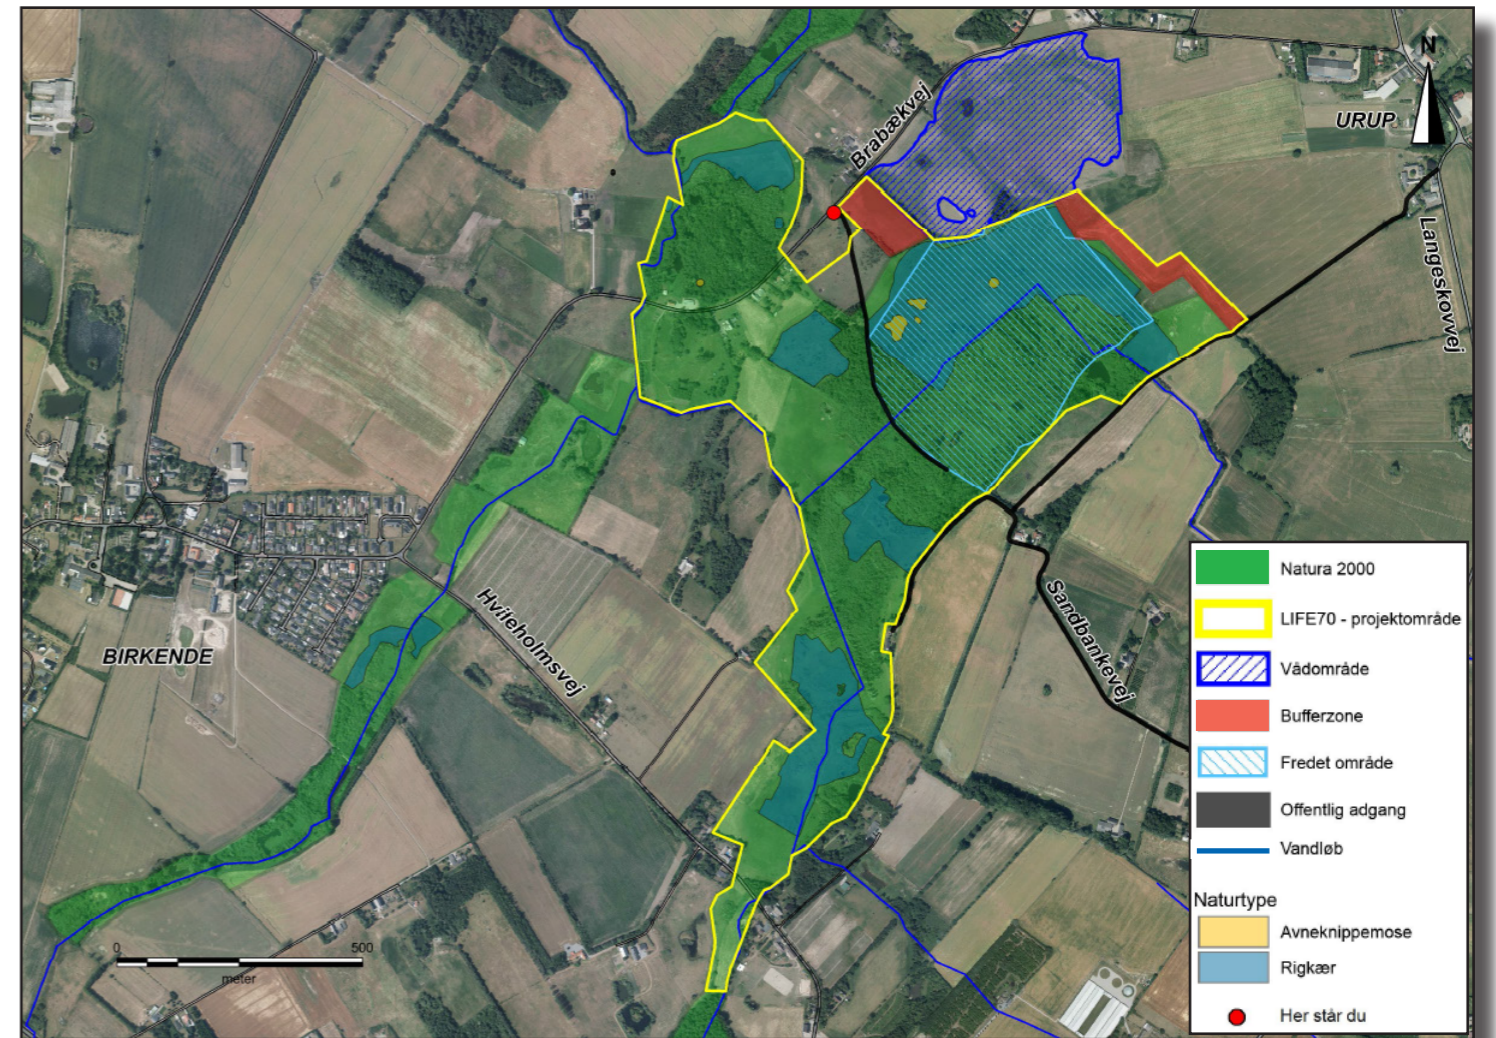 N
URUP
Brabækvej
Langeskovvej
BIRKENDE
Hvileholmsvej
Sandbankevej
0 500
meter
Natura 2000
LIFE70 - projektområde
Vådområde
Bufferzone
Fredet område
Offentlig adgang
Vandløb
Naturtype
Avneknippemose
Rigkær
Her står du